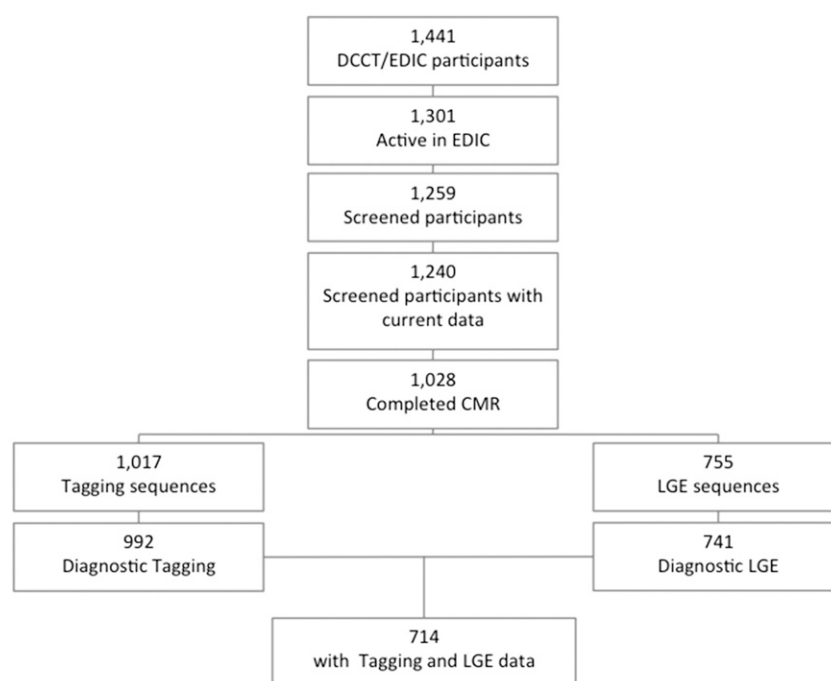 1,441
DCCT/EDIC participants
1,301
Active in EDIC
1,259
Screened participants
1,240
Screened participants with
current data
1,028
Completed CMR
1,017
Tagging sequences
755
LGE sequences
992
Diagnostic Tagging
741
Diagnostic LGE
714
with Tagging and LGE data